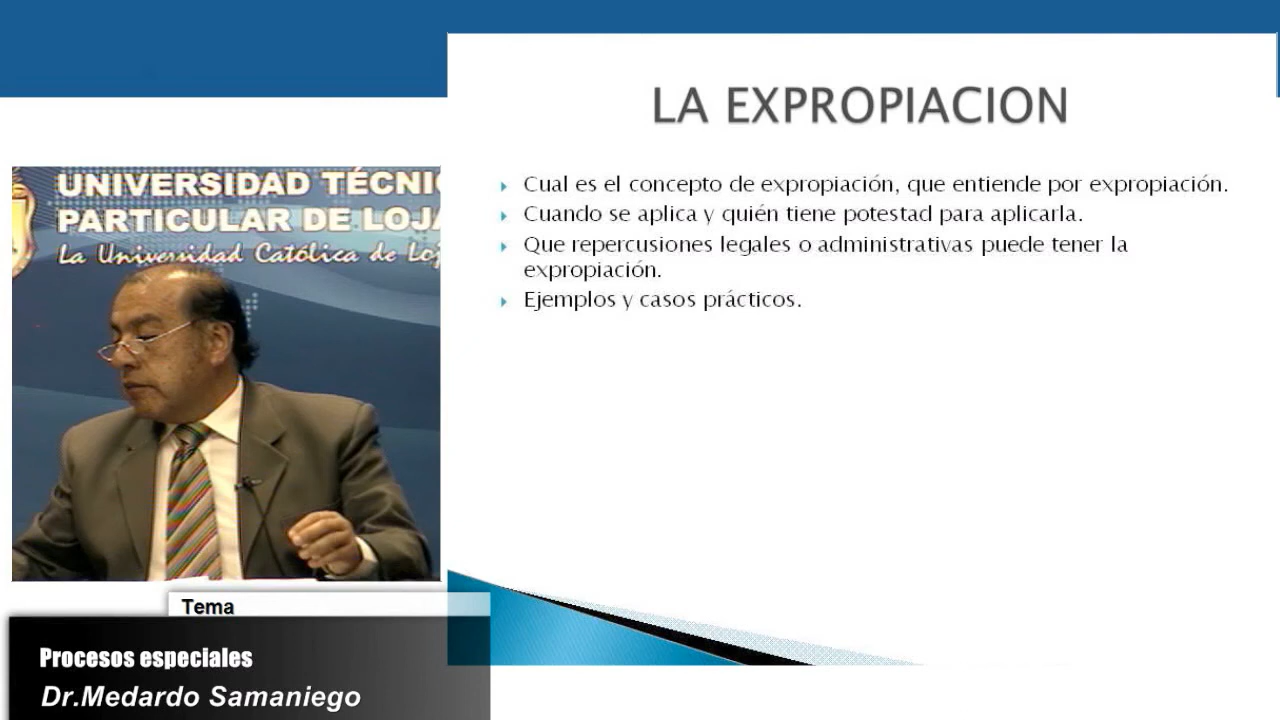 LA EXPROPIACION
Cual es el concepto de expropiación, que entiende por expropiación.
Cuando se aplica y quién tiene potestad para aplicarla.
Que repercusiones legales o administrativas puede tener la
expropiación.
Ejemplos y casos prácticos.
UNIVERSIDAD TÉCNI
PARTICULAR DE LOJA
La Universidad Católica de Loj
Tema
Procesos especiales
Dr.Medardo Samaniego